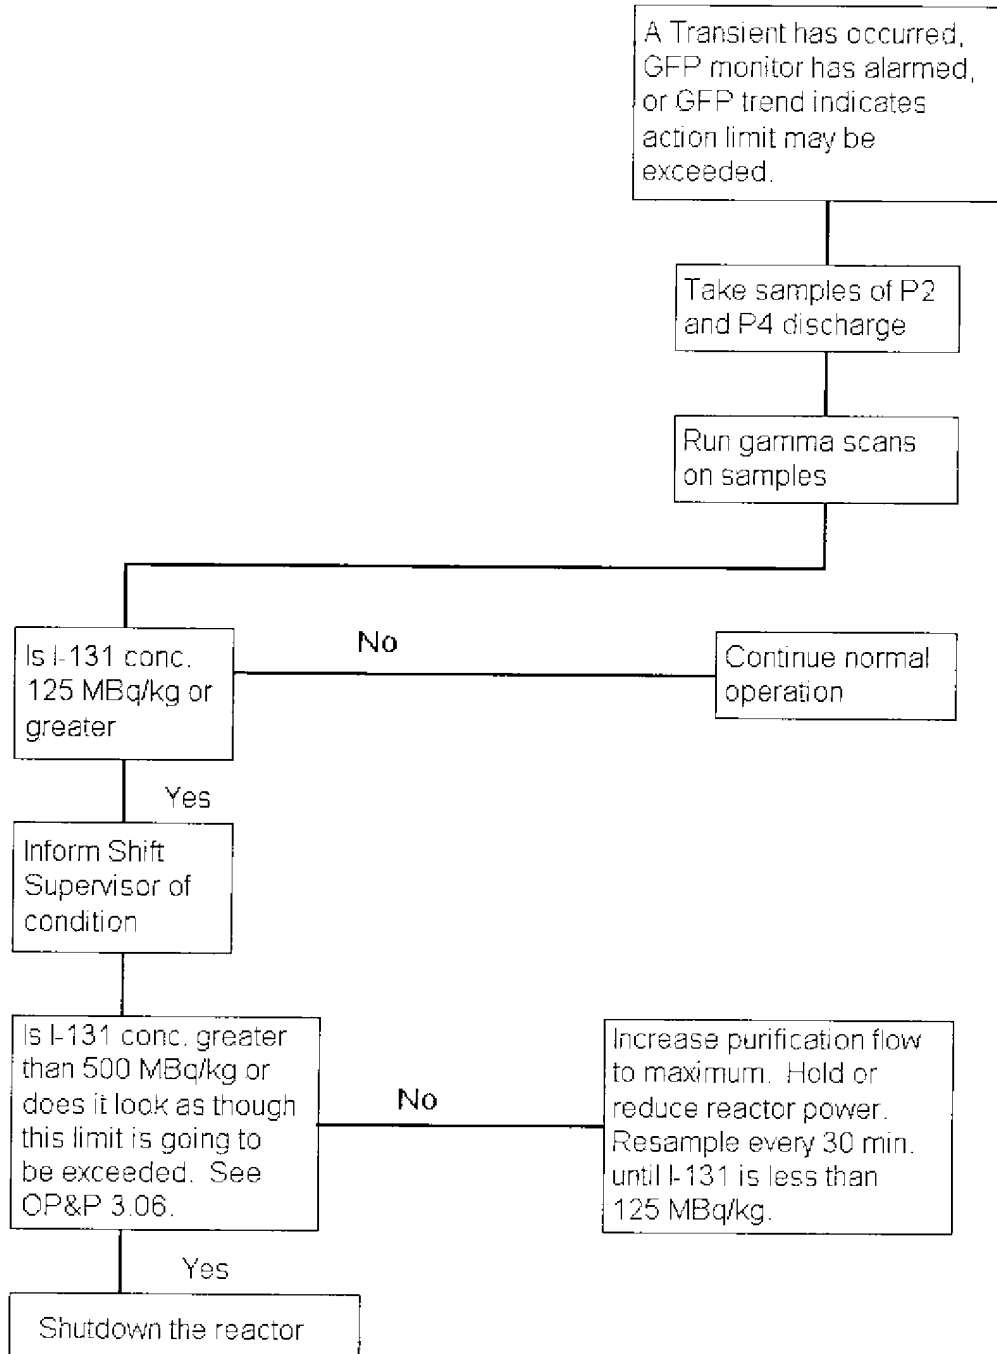 A Transient has occurred,
GFP monitor has alarmed,
or GFP trend indicates
action limit may be
exceeded.
Take samples of P2
and P4 discharge
Run gamma scans
on samples
Is I-131 conc.
125 MBq/kg or
greater
No
Continue normal
operation
Yes
Inform Shift
Supervisor of
condition
Is I-131 conc. greater
than 500 MBq/kg or
does it look as though
this limit is going to
be exceeded. See
OP&P 3.06.
No
Increase purification flow
to maximum. Hold or
reduce reactor power.
Resample every 30 min.
until I-131 is less than
125 MBq/kg.
Yes
Shutdown the reactor